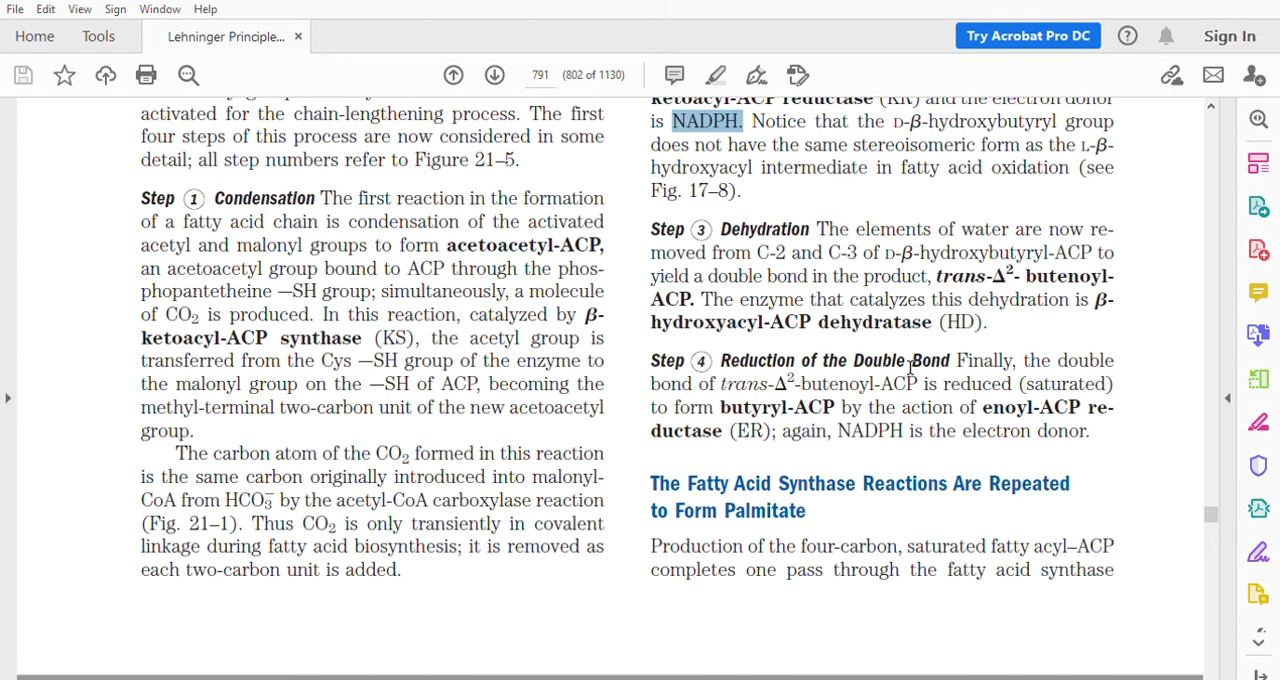 File Edit View Sign Window Help
Home Tools Lehninger Principle... × Try Acrobat Pro DC Sign In
791 (802 of 1130)
activated for the chain-lengthening process. The first
four steps of this process are now considered in some
detail; all step numbers refer to Figure 21–5.
Step ① Condensation The first reaction in the formation
of a fatty acid chain is condensation of the activated
acetyl and malonyl groups to form acetoacetyl-ACP,
an acetoacetyl group bound to ACP through the phos-
phopantetheine —SH group; simultaneously, a molecule
of CO₂ is produced. In this reaction, catalyzed by β-
ketoacyl-ACP synthase (KS), the acetyl group is
transferred from the Cys —SH group of the enzyme to
the malonyl group on the —SH of ACP, becoming the
methyl-terminal two-carbon unit of the new acetoacetyl
group.
The carbon atom of the CO₂ formed in this reaction
is the same carbon originally introduced into malonyl-
CoA from HCO₃⁻ by the acetyl-CoA carboxylase reaction
(Fig. 21–1). Thus CO₂ is only transiently in covalent
linkage during fatty acid biosynthesis; it is removed as
each two-carbon unit is added.
ketoacyl-ACP reductase (KR) and the electron donor
is NADPH. Notice that the D-β-hydroxybutyryl group
does not have the same stereoisomeric form as the L-β-
hydroxyacyl intermediate in fatty acid oxidation (see
Fig. 17–8).
Step ③ Dehydration The elements of water are now re-
moved from C-2 and C-3 of D-β-hydroxybutyryl-ACP to
yield a double bond in the product, trans-Δ²- butenoyl-
ACP. The enzyme that catalyzes this dehydration is β-
hydroxyacyl-ACP dehydratase (HD).
Step ④ Reduction of the Double Bond Finally, the double
bond of trans-Δ²-butenoyl-ACP is reduced (saturated)
to form butyryl-ACP by the action of enoyl-ACP re-
ductase (ER); again, NADPH is the electron donor.
The Fatty Acid Synthase Reactions Are Repeated
to Form Palmitate
Production of the four-carbon, saturated fatty acyl–ACP
completes one pass through the fatty acid synthase